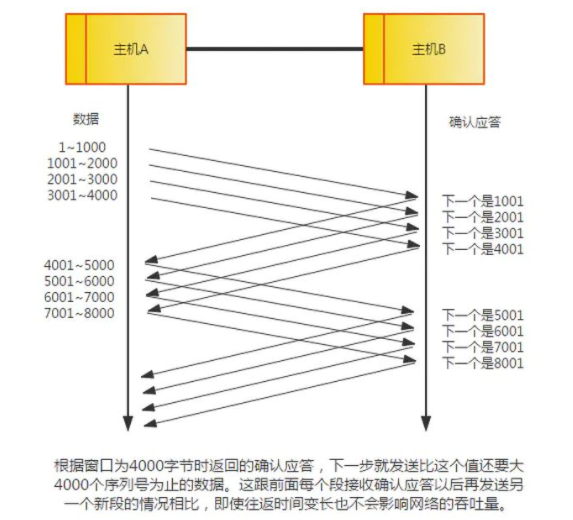 主机A
主机B
数据
确认应答
1~1000
1001~2000
2001~3000
3001~4000
下一个是1001
下一个是2001
下一个是3001
下一个是4001
4001~5000
5001~6000
6001~7000
7001~8000
下一个是5001
下一个是6001
下一个是7001
下一个是8001
根据窗口为4000字节时返回的确认应答，下一步就发送比这个值还要大
4000个序列号为止的数据。这跟前面每个段接收确认应答以后再发送另
一个新段的情况相比，即使往返时间变长也不会影响网络的吞吐量。